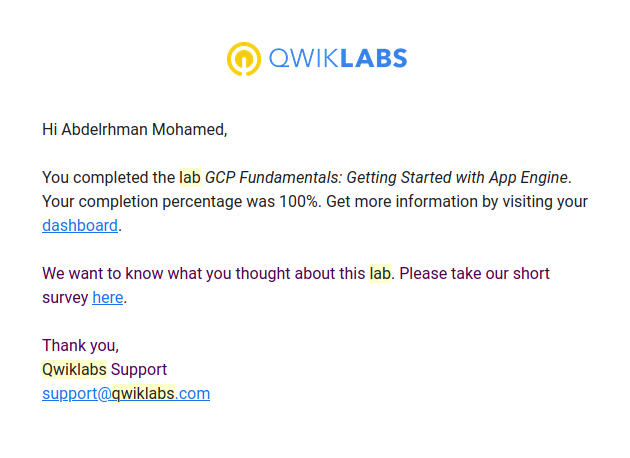 QWIKLABS
Hi Abdelrhman Mohamed,
You completed the lab GCP Fundamentals: Getting Started with App Engine.
Your completion percentage was 100%. Get more information by visiting your
dashboard.
We want to know what you thought about this lab. Please take our short
survey here.
Thank you,
Qwiklabs Support
support@qwiklabs.com